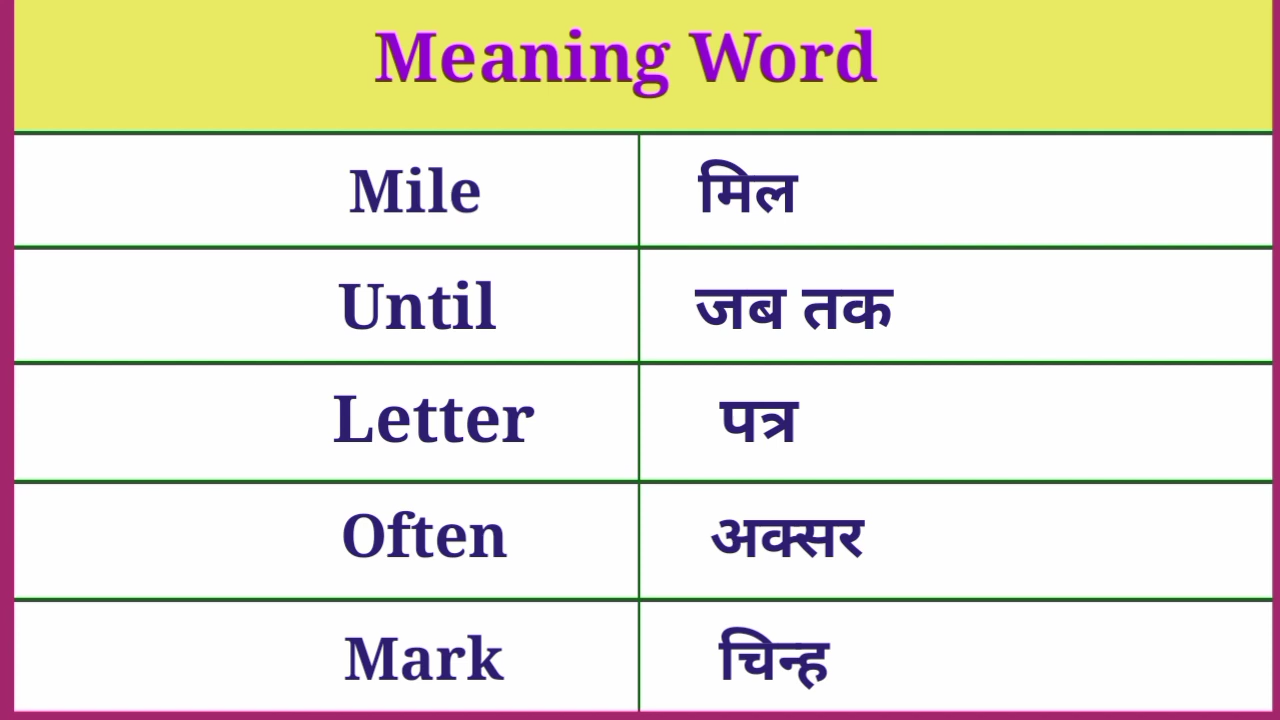 Meaning Word
Mile मिल
Until जब तक
Letter पत्र
Often अक्सर
Mark चिन्ह